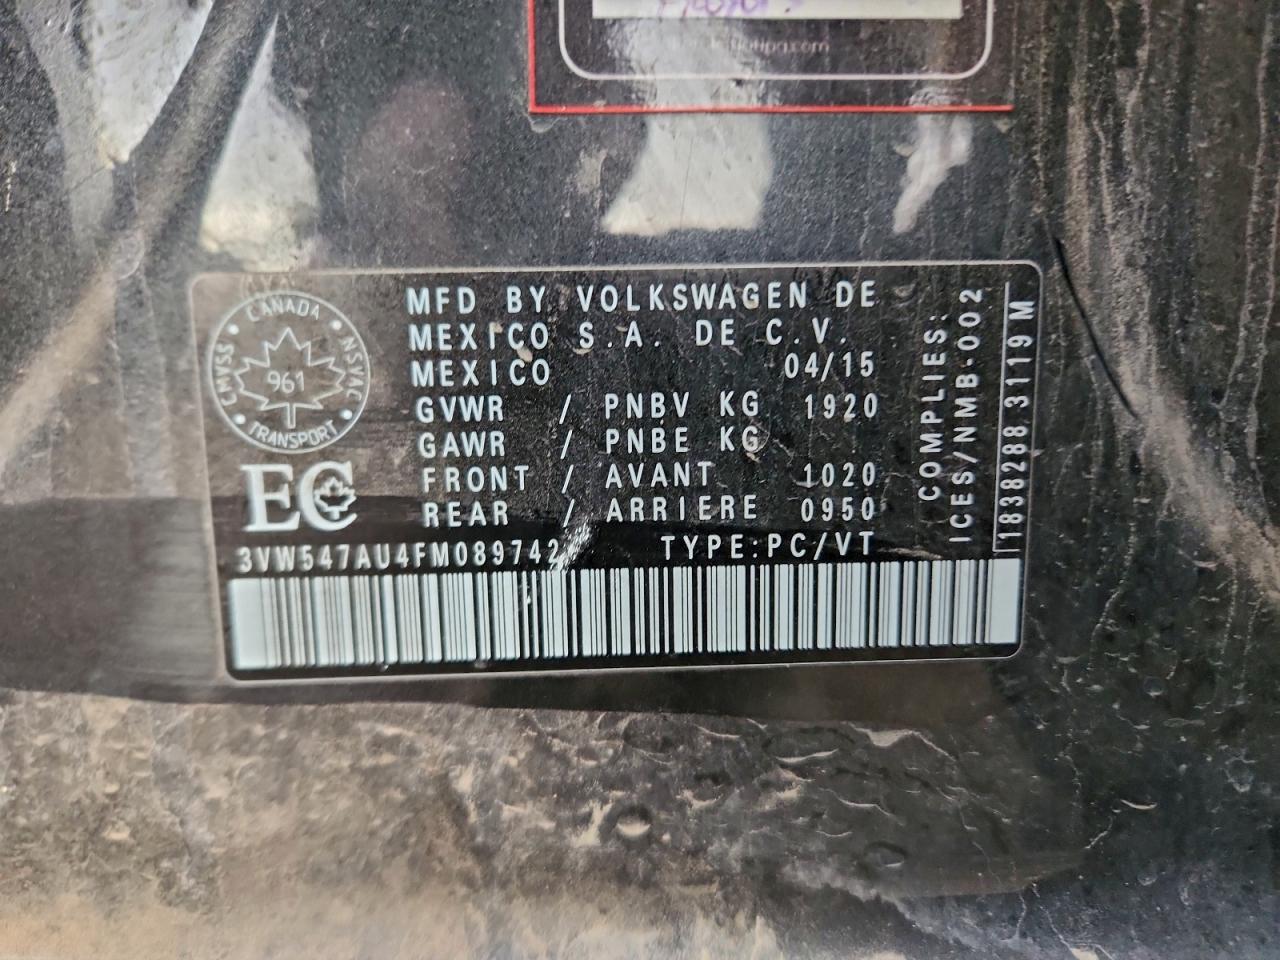 CANADA
CMVSS
NSVAC
961
TRANSPORT
EC
MFD BY VOLKSWAGEN DE
MEXICO S.A. DE C.V.
MEXICO 04/15
GVWR / PNBV KG 1920
GAWR / PNBE KG
FRONT / AVANT 1020
REAR / ARRIERE 0950
3VW547AU4FM089742 TYPE:PC/VT
COMPLIES:
ICES/NMB-002
1838288 3119 M